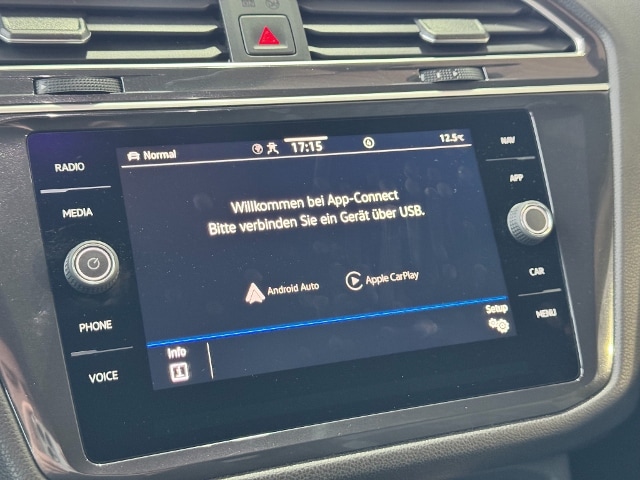 RADIO
MEDIA
PHONE
VOICE
Normal
17:15
12.5°C
Willkommen bei App-Connect
Bitte verbinden Sie ein Gerät über USB.
Android Auto
Apple CarPlay
Info
Setup
NAV
APP
CAR
MENU